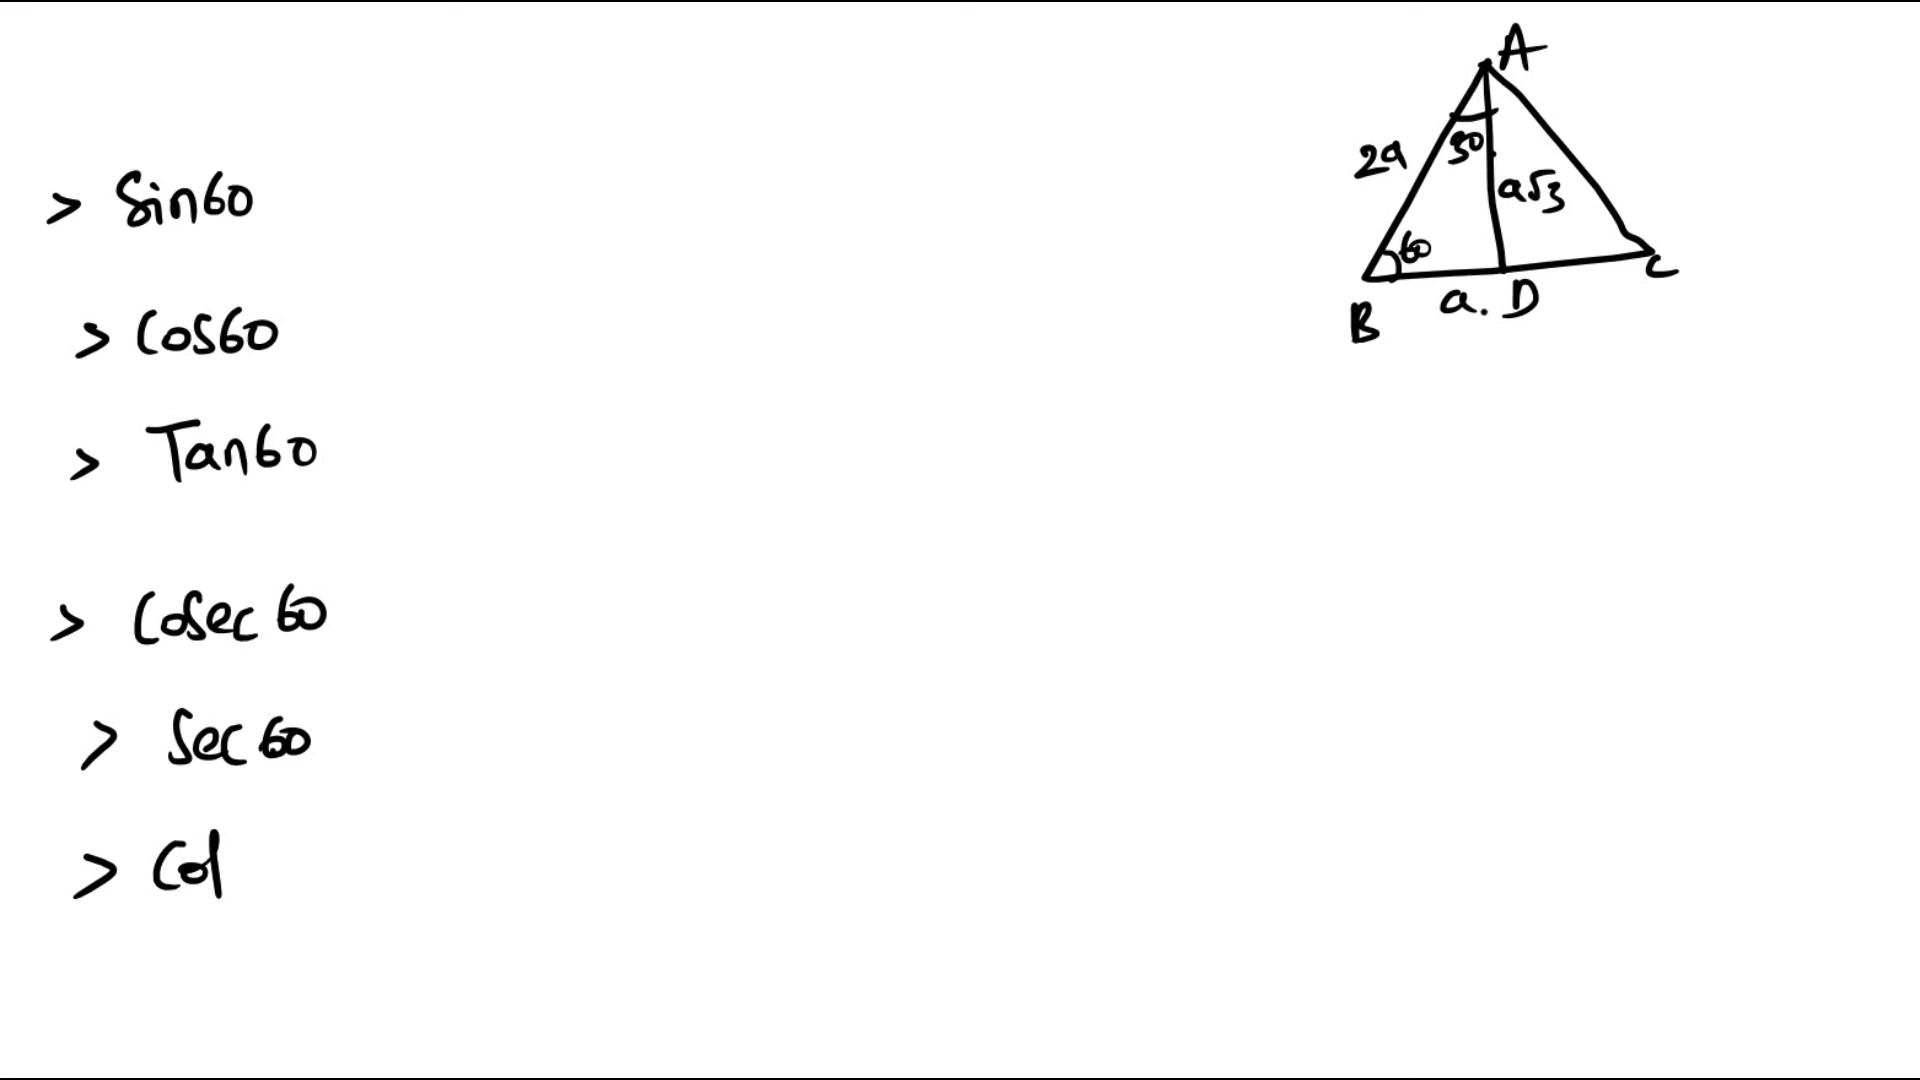 A
2a
30
a√3
> Sin60
60
C
a. D
B
> Cos60
> Tan60
> Cosec 60
> Sec 60
> Cot